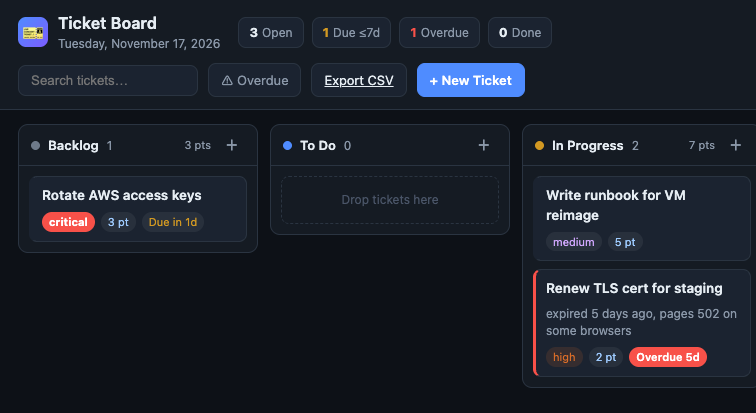 Ticket Board
Tuesday, November 17, 2026
3 Open
1 Due ≤7d
1 Overdue
0 Done
Search tickets...
⚠ Overdue
Export CSV
+ New Ticket
Backlog 1 3 pts +
Rotate AWS access keys
critical 3 pt Due in 1d
To Do 0 +
Drop tickets here
In Progress 2 7 pts +
Write runbook for VM
reimage
medium 5 pt
Renew TLS cert for staging
expired 5 days ago, pages 502 on
some browsers
high 2 pt Overdue 5d